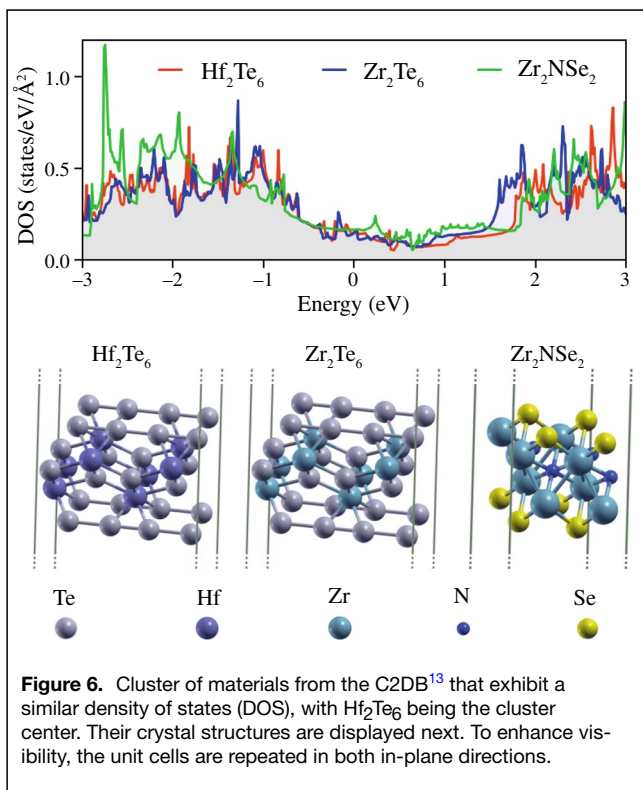 Hf₂Te₆ Zr₂Te₆ Zr₂NSe₂
DOS (states/eV/Å²)
1.0
0.5
0.0
−3 −2 −1 0 1 2 3
Energy (eV)
Hf₂Te₆ Zr₂Te₆ Zr₂NSe₂
Te Hf Zr N Se
Figure 6. Cluster of materials from the C2DB¹³ that exhibit a
similar density of states (DOS), with Hf₂Te₆ being the cluster
center. Their crystal structures are displayed next. To enhance vis-
ibility, the unit cells are repeated in both in-plane directions.